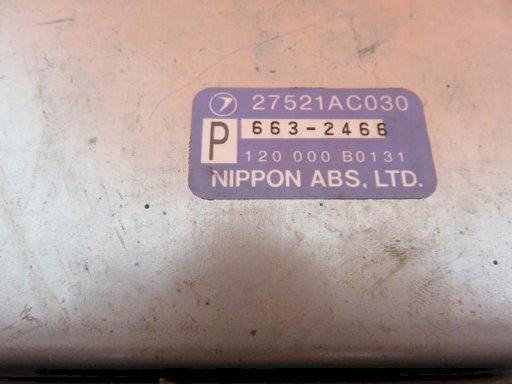 27521AC030
P 663-2466
120 000 B0131
NIPPON ABS, LTD.